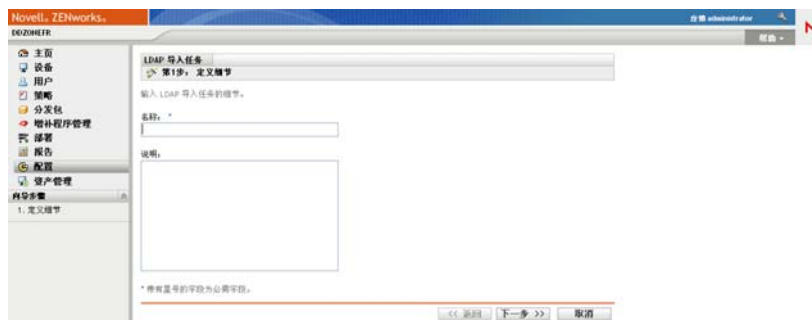 Novell® ZENworks®
注销 administrator
DDZONEFR
帮助
主页
设备
用户
策略
分发包
增补程序管理
部署
报告
配置
资产管理
向导步骤
1. 定义细节
LDAP 导入任务
第1步: 定义细节
输入 LDAP 导入任务的细节。
名称: *
说明:
* 带有星号的字段为必需字段。
<< 返回
下一步 >>
取消
N